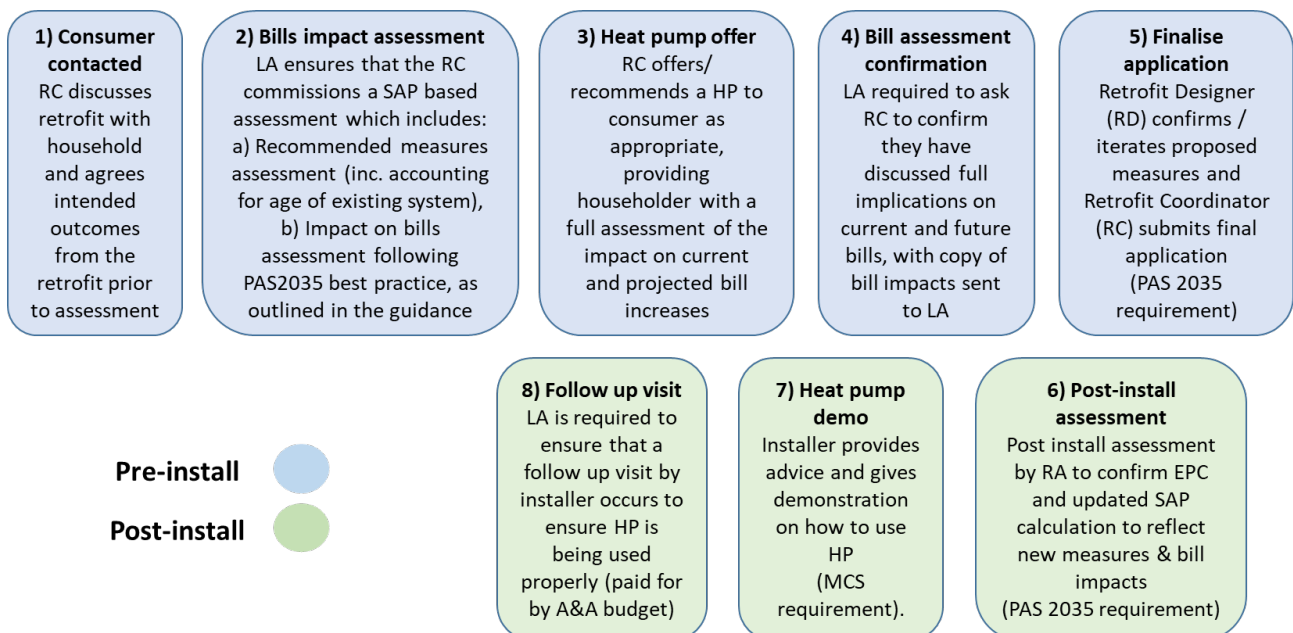 1) Consumer
contacted
RC discusses
retrofit with
household
and agrees
intended
outcomes
from the
retrofit prior
to assessment
2) Bills impact assessment
LA ensures that the RC
commissions a SAP based
assessment which includes:
a) Recommended measures
assessment (inc. accounting
for age of existing system),
b) Impact on bills
assessment following
PAS2035 best practice, as
outlined in the guidance
3) Heat pump offer
RC offers/
recommends a HP to
consumer as
appropriate,
providing
householder with a
full assessment of the
impact on current
and projected bill
increases
4) Bill assessment
confirmation
LA required to ask
RC to confirm
they have
discussed full
implications on
current and future
bills, with copy of
bill impacts sent
to LA
5) Finalise
application
Retrofit Designer
(RD) confirms /
iterates proposed
measures and
Retrofit Coordinator
(RC) submits final
application
(PAS 2035
requirement)
6) Post-install
assessment
Post install assessment
by RA to confirm EPC
and updated SAP
calculation to reflect
new measures & bill
impacts
(PAS 2035 requirement)
7) Heat pump
demo
Installer provides
advice and gives
demonstration
on how to use
HP
(MCS
requirement).
8) Follow up visit
LA is required to
ensure that a
follow up visit by
installer occurs to
ensure HP is
being used
properly (paid for
by A&A budget)
Pre-install
Post-install